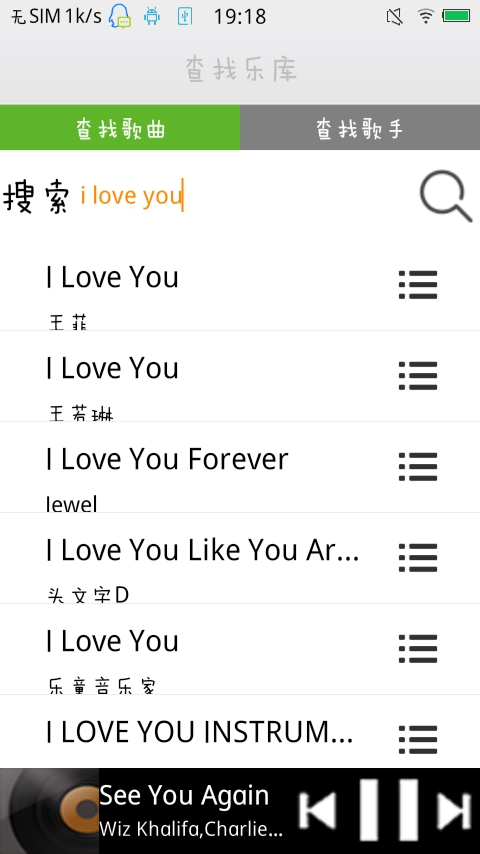 无SIM 1k/s 19:18
查找乐库
查找歌曲 查找歌手
搜索 i love you
I Love You
王菲
I Love You
王若琳
I Love You Forever
Jewel
I Love You Like You Ar...
头文字D
I Love You
乐童音乐家
I LOVE YOU INSTRUM...
See You Again
Wiz Khalifa,Charlie...